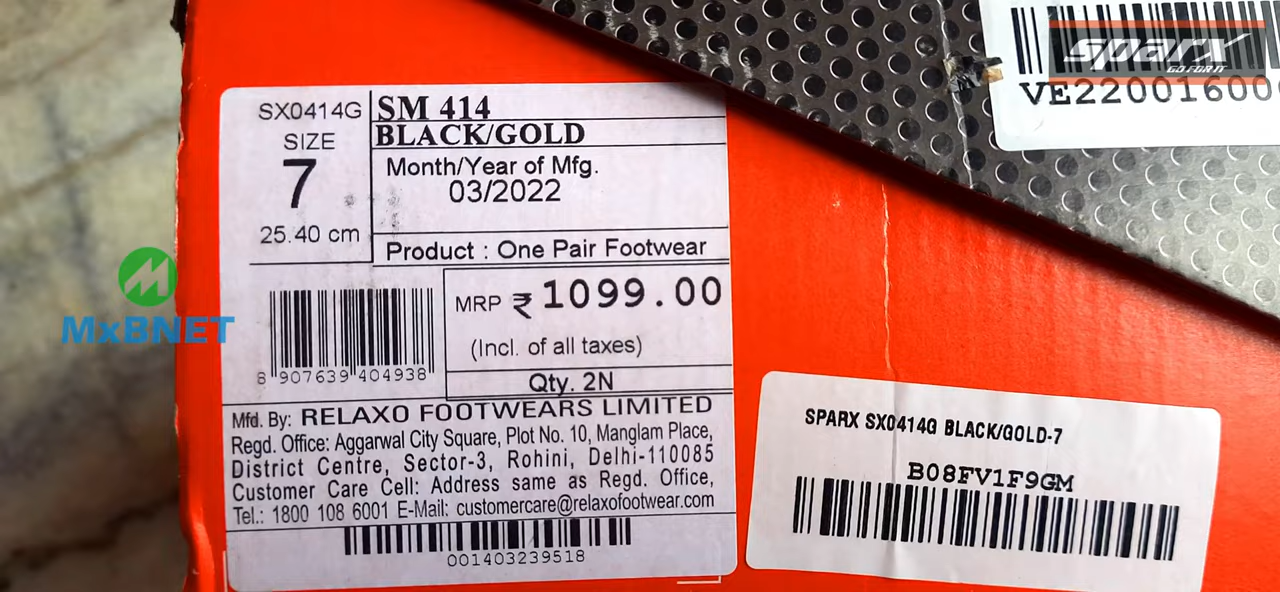 SX0414G
SIZE
7
25.40 cm
SM 414
BLACK/GOLD
Month/Year of Mfg.
03/2022
Product : One Pair Footwear
MRP ₹ 1099.00
(Incl. of all taxes)
Qty. 2N
8 907639 404938
Mfd. By: RELAXO FOOTWEARS LIMITED
Regd. Office: Aggarwal City Square, Plot No. 10, Manglam Place,
District Centre, Sector-3, Rohini, Delhi-110085
Customer Care Cell: Address same as Regd. Office,
Tel.: 1800 108 6001 E-Mail: customercare@relaxofootwear.com
001403239518
sparx
GO FOR IT
VE22001600
SPARX SX0414G BLACK/GOLD-7
B08FV1F9GM
MxBNET